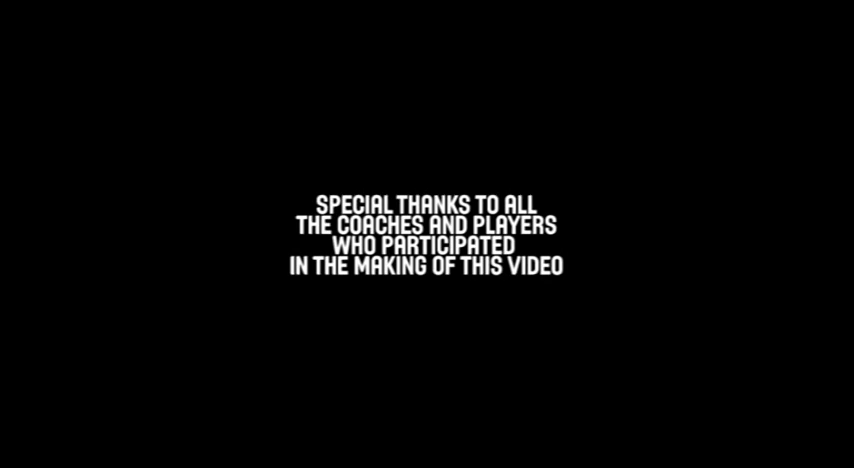 SPECIAL THANKS TO ALL
THE COACHES AND PLAYERS
WHO PARTICIPATED
IN THE MAKING OF THIS VIDEO